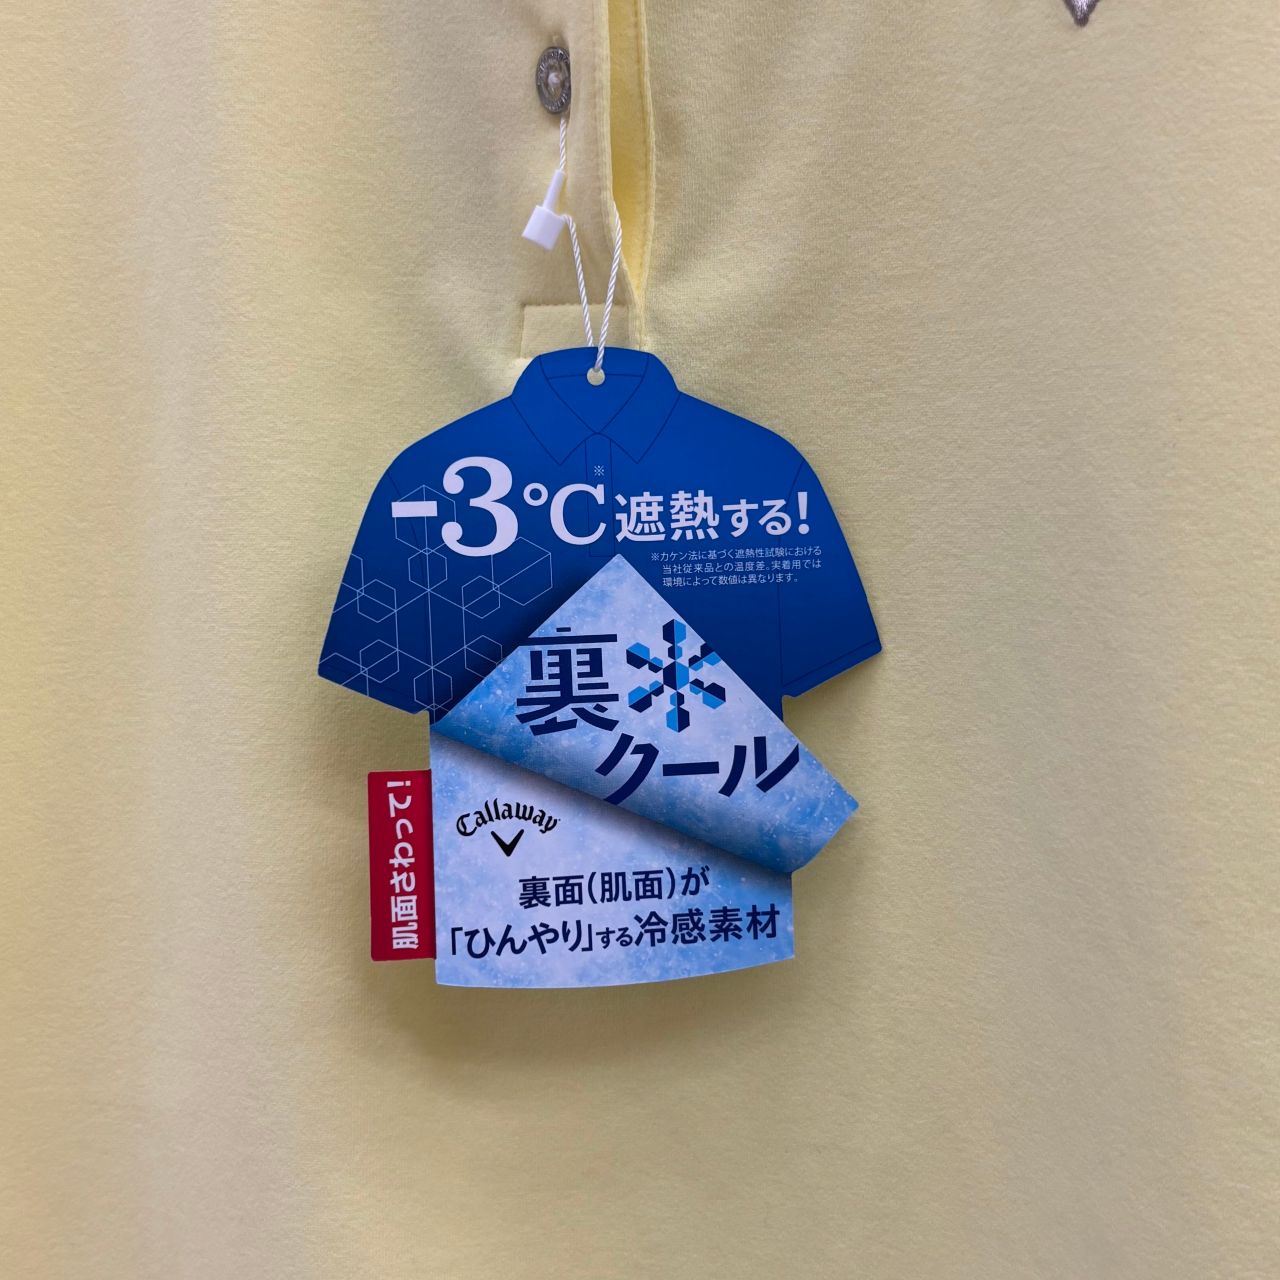 -3℃※遮熱する!
※カケン法に基づく遮熱性試験における
当社従来品との温度差。実着用では
環境によって数値は異なります。
裏
クール
Callaway
肌面さわって!
裏面(肌面)が
「ひんやり」する冷感素材